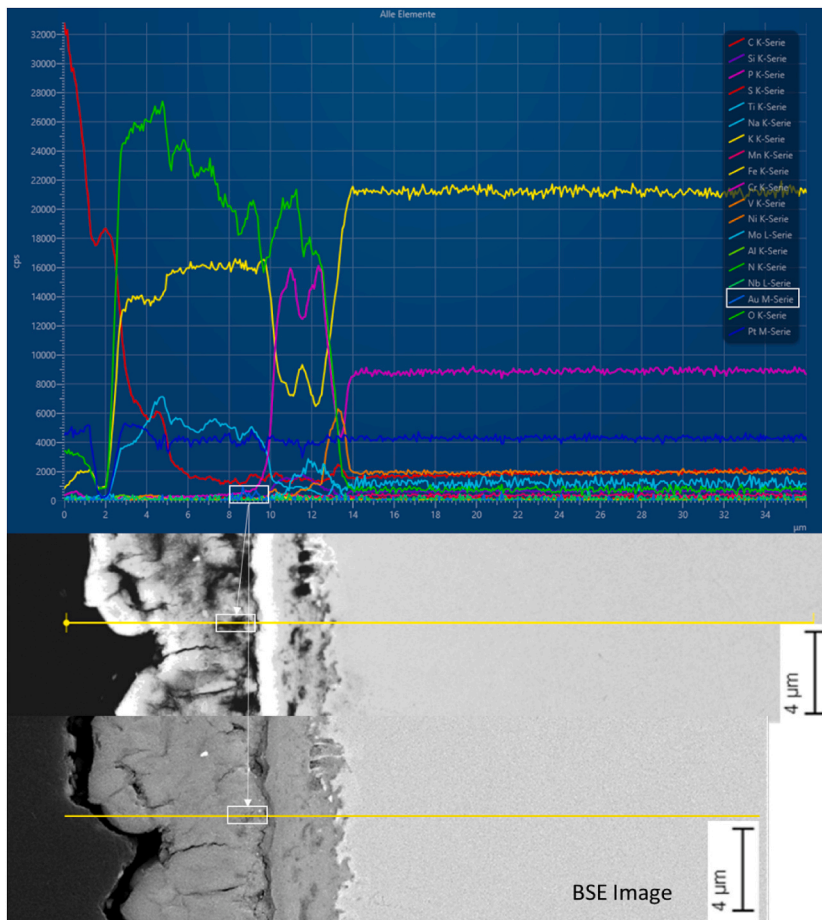 Alle Elemente
32000
30000
28000
26000
24000
22000
20000
18000
16000
14000
12000
10000
8000
6000
4000
2000
0
cps
C K-Serie
Si K-Serie
P K-Serie
S K-Serie
Ti K-Serie
Na K-Serie
K K-Serie
Mn K-Serie
Fe K-Serie
Cr K-Serie
V K-Serie
Ni K-Serie
Mo L-Serie
Al K-Serie
N K-Serie
Nb L-Serie
Au M-Serie
O K-Serie
Pt M-Serie
0 2 4 6 8 10 12 14 16 18 20 22 24 26 28 30 32 34
µm
4 µm
4 µm
BSE Image